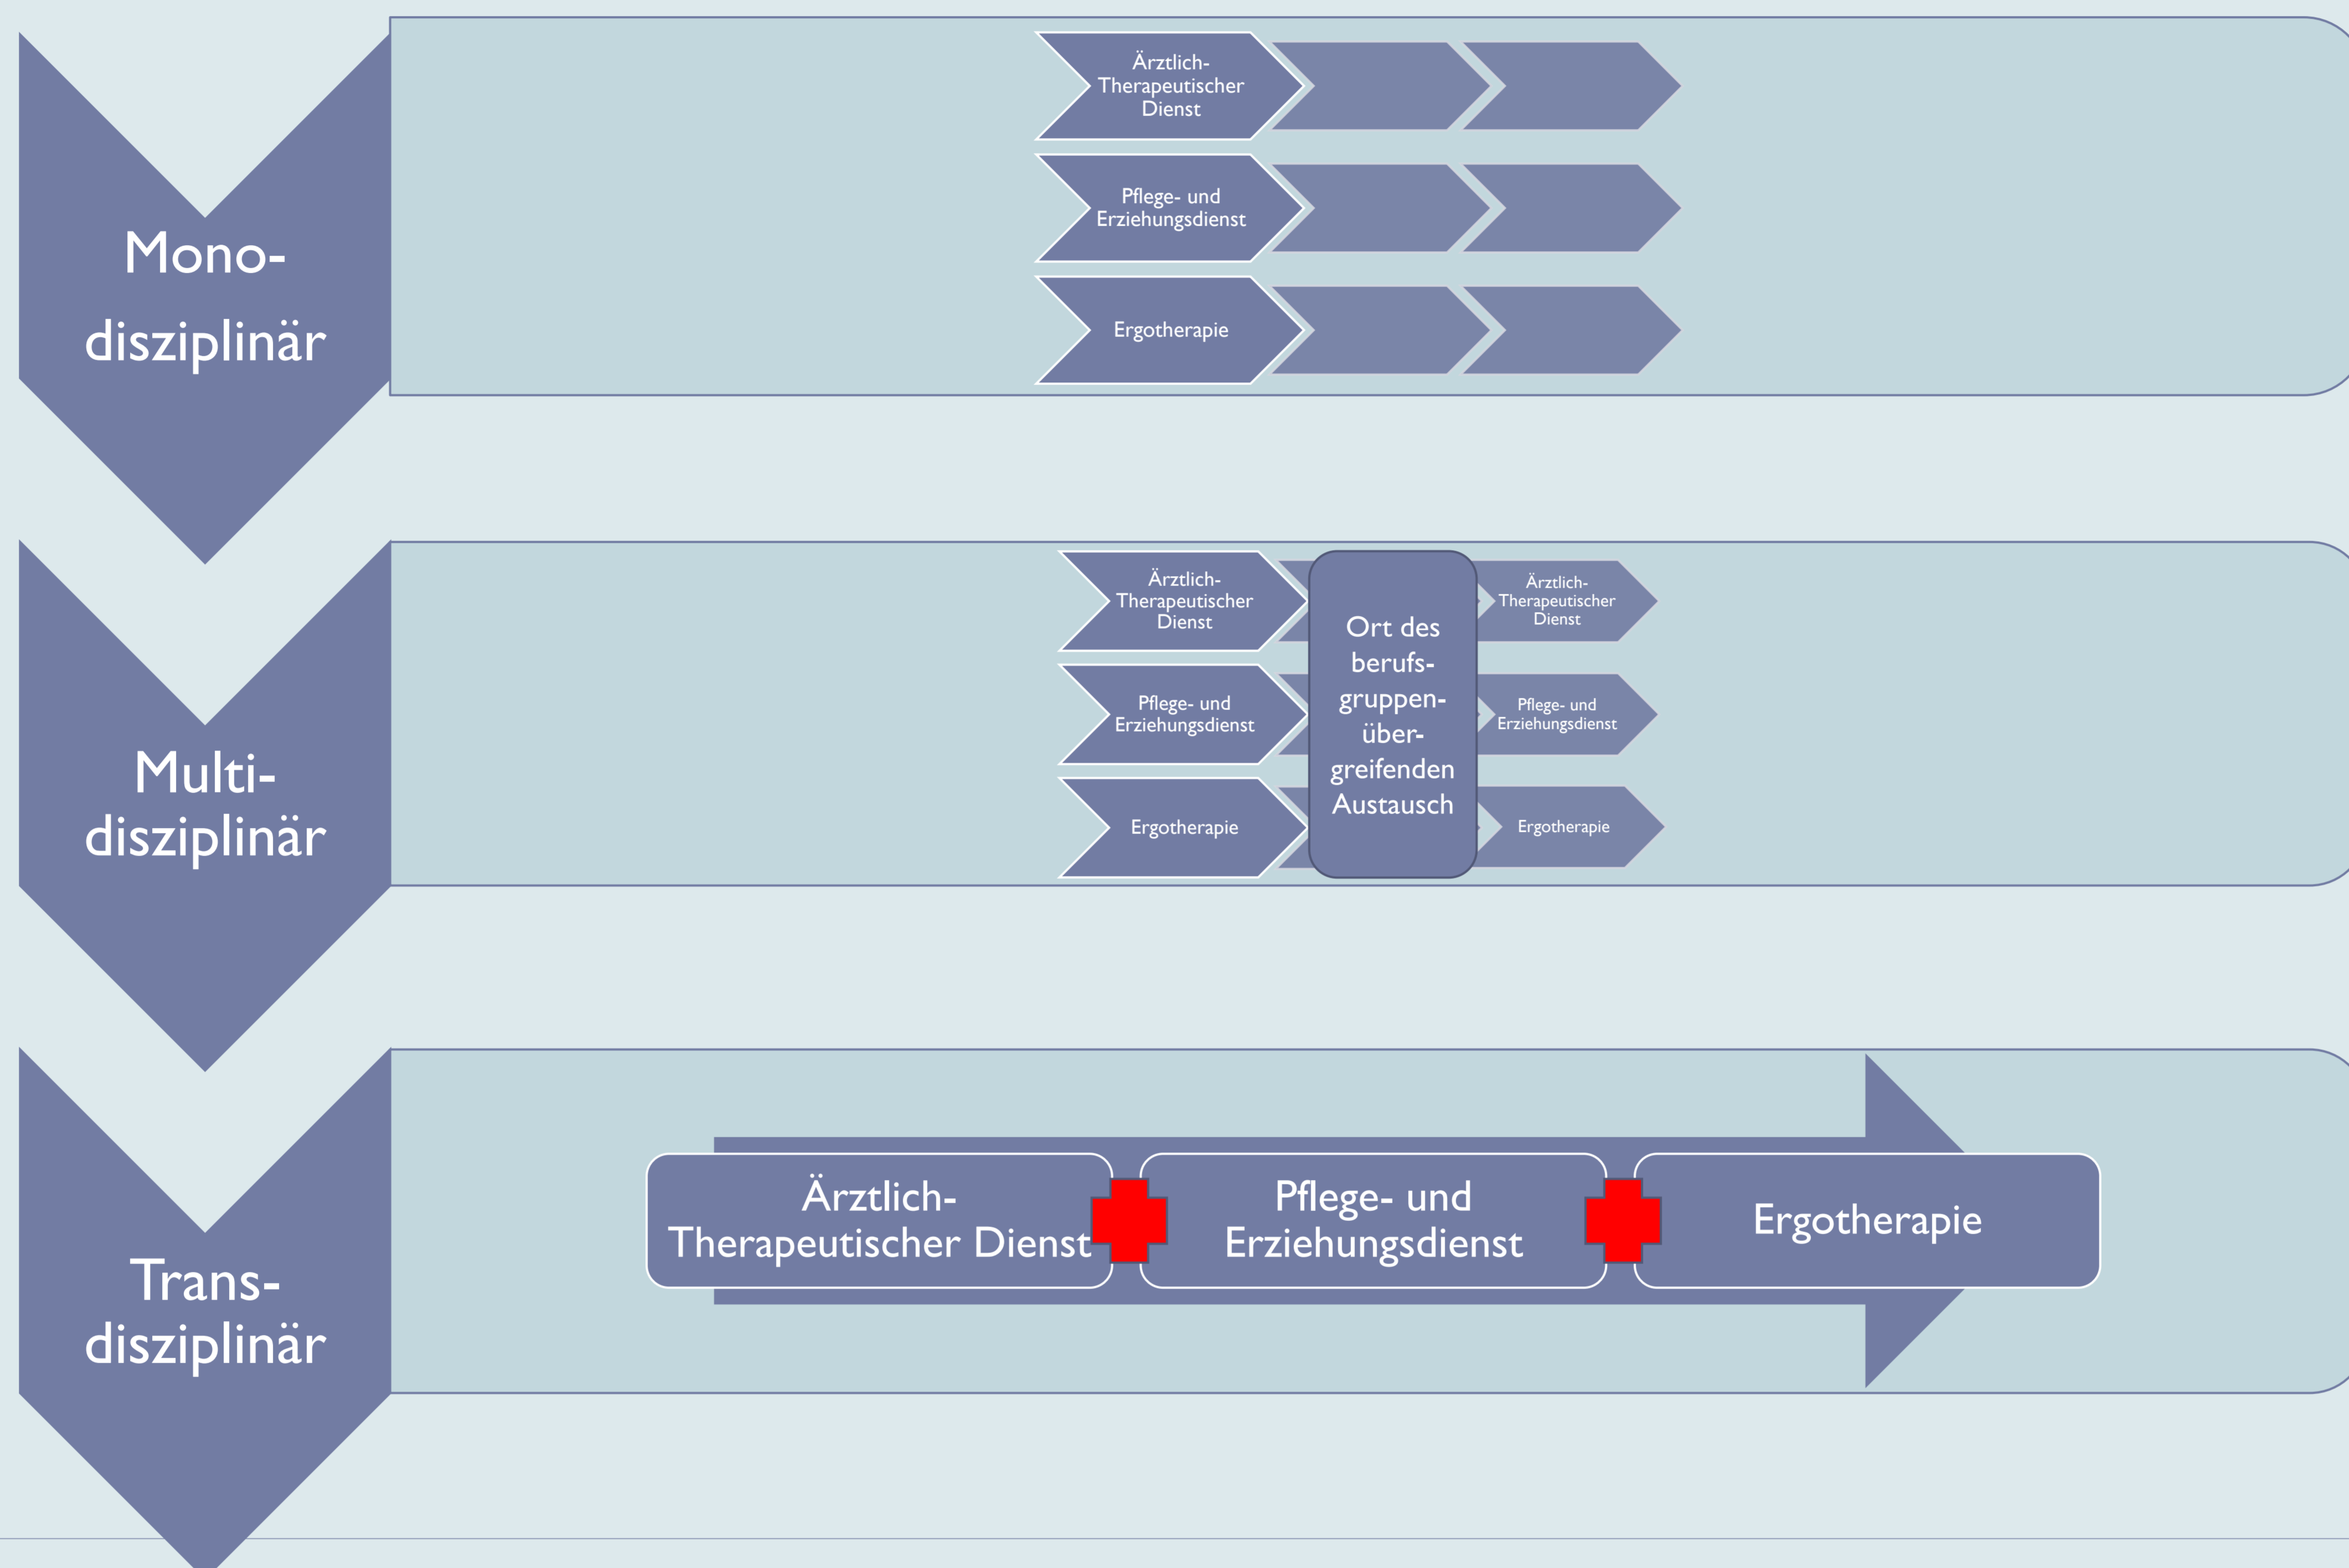 Mono-
disziplinär
Ärztlich-
Therapeutischer
Dienst
Pflege- und
Erziehungsdienst
Ergotherapie
Multi-
disziplinär
Ärztlich-
Therapeutischer
Dienst
Pflege- und
Erziehungsdienst
Ergotherapie
Ort des
berufs-
gruppen-
über-
greifenden
Austausch
Ärztlich-
Therapeutischer
Dienst
Pflege- und
Erziehungsdienst
Ergotherapie
Trans-
disziplinär
Ärztlich-
Therapeutischer Dienst
Pflege- und
Erziehungsdienst
Ergotherapie